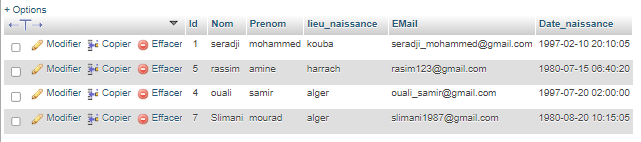 + Options
←T→ Id Nom Prenom lieu_naissance EMail Date_naissance
Modifier Copier Effacer 1 seradji mohammed kouba seradji_mohammed@gmail.com 1997-02-10 20:10:05
Modifier Copier Effacer 5 rassim amine harrach rasim123@gmail.com 1980-07-15 06:40:20
Modifier Copier Effacer 4 ouali samir alger ouali_samir@gmail.com 1997-07-20 02:00:00
Modifier Copier Effacer 7 Slimani mourad alger slimani1987@gmail.com 1980-08-20 10:15:05